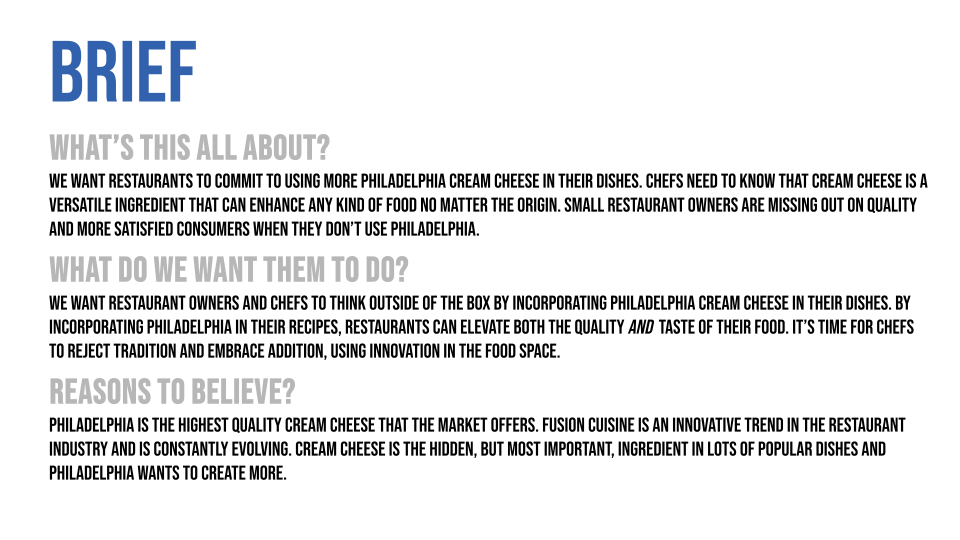 BRIEF
WHAT'S THIS ALL ABOUT?
WE WANT RESTAURANTS TO COMMIT TO USING MORE PHILADELPHIA CREAM CHEESE IN THEIR DISHES. CHEFS NEED TO KNOW THAT CREAM CHEESE IS A
VERSATILE INGREDIENT THAT CAN ENHANCE ANY KIND OF FOOD NO MATTER THE ORIGIN. SMALL RESTAURANT OWNERS ARE MISSING OUT ON QUALITY
AND MORE SATISFIED CONSUMERS WHEN THEY DON'T USE PHILADELPHIA.
WHAT DO WE WANT THEM TO DO?
WE WANT RESTAURANT OWNERS AND CHEFS TO THINK OUTSIDE OF THE BOX BY INCORPORATING PHILADELPHIA CREAM CHEESE IN THEIR DISHES. BY
INCORPORATING PHILADELPHIA IN THEIR RECIPES, RESTAURANTS CAN ELEVATE BOTH THE QUALITY AND TASTE OF THEIR FOOD. IT'S TIME FOR CHEFS
TO REJECT TRADITION AND EMBRACE ADDITION, USING INNOVATION IN THE FOOD SPACE.
REASONS TO BELIEVE?
PHILADELPHIA IS THE HIGHEST QUALITY CREAM CHEESE THAT THE MARKET OFFERS. FUSION CUISINE IS AN INNOVATIVE TREND IN THE RESTAURANT
INDUSTRY AND IS CONSTANTLY EVOLVING. CREAM CHEESE IS THE HIDDEN, BUT MOST IMPORTANT, INGREDIENT IN LOTS OF POPULAR DISHES AND
PHILADELPHIA WANTS TO CREATE MORE.